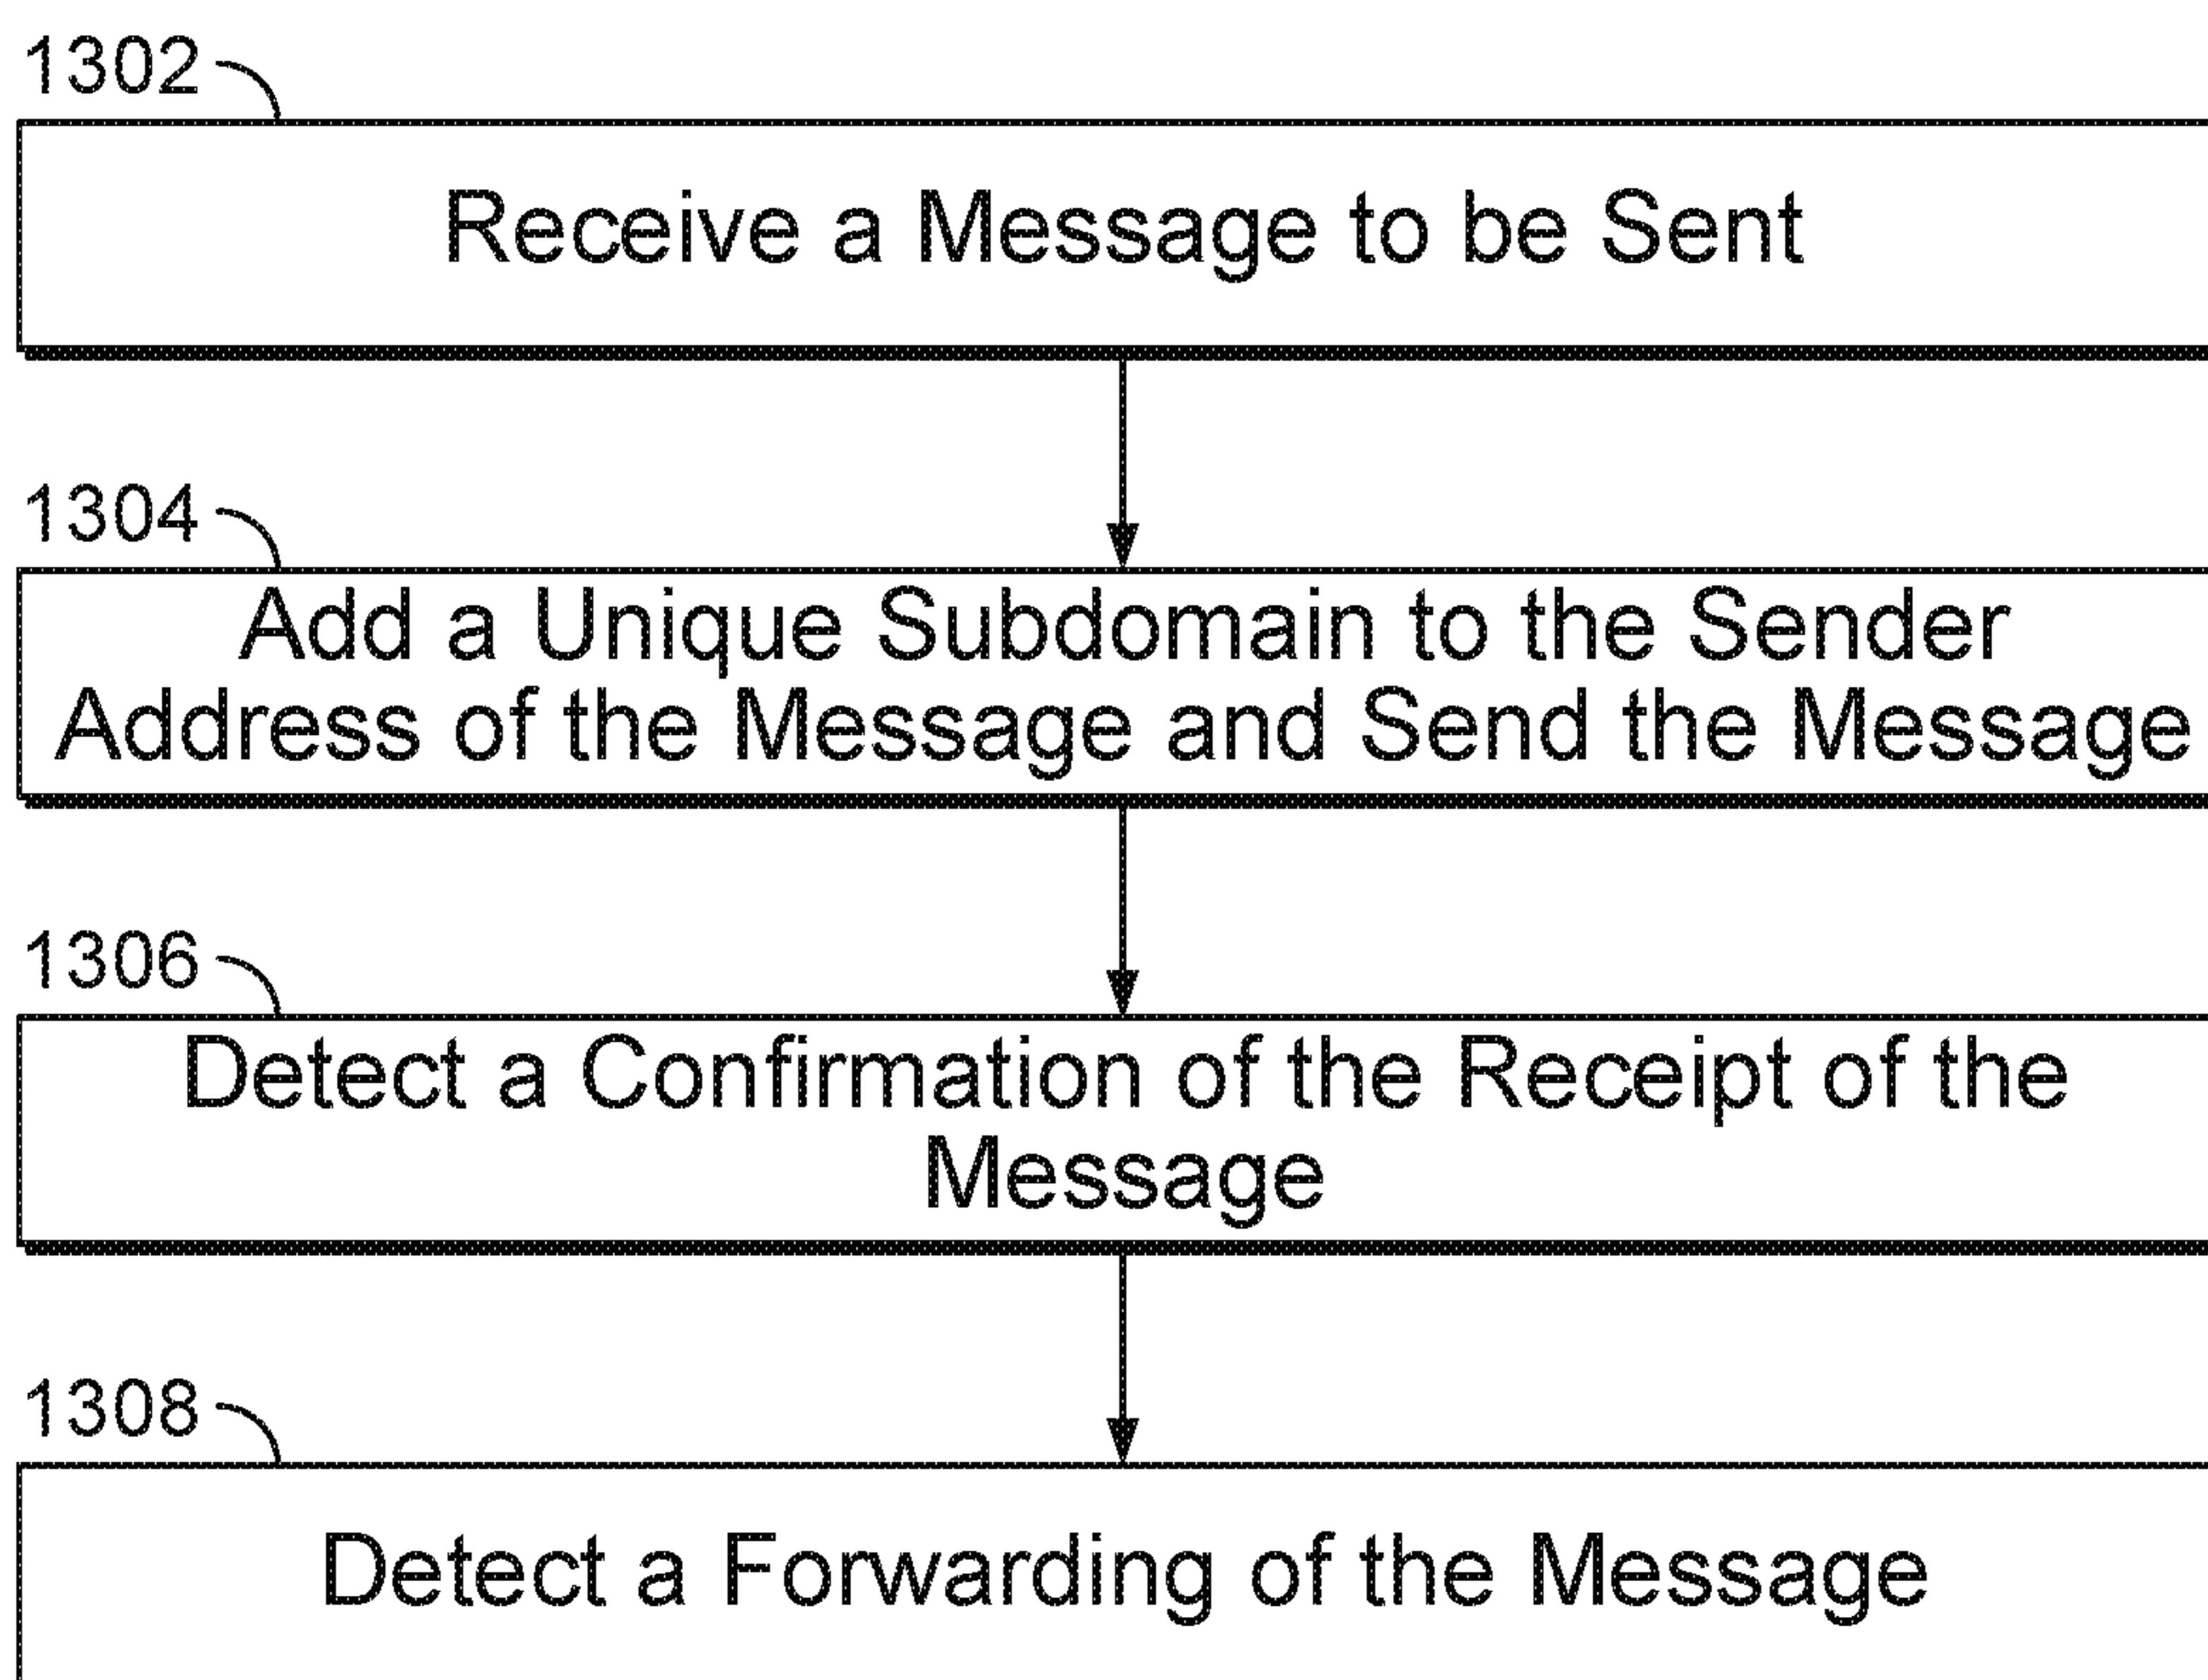 1302
Receive a Message to be Sent
1304
Add a Unique Subdomain to the Sender
Address of the Message and Send the Message
1306
Detect a Confirmation of the Receipt of the
Message
1308
Detect a Forwarding of the Message